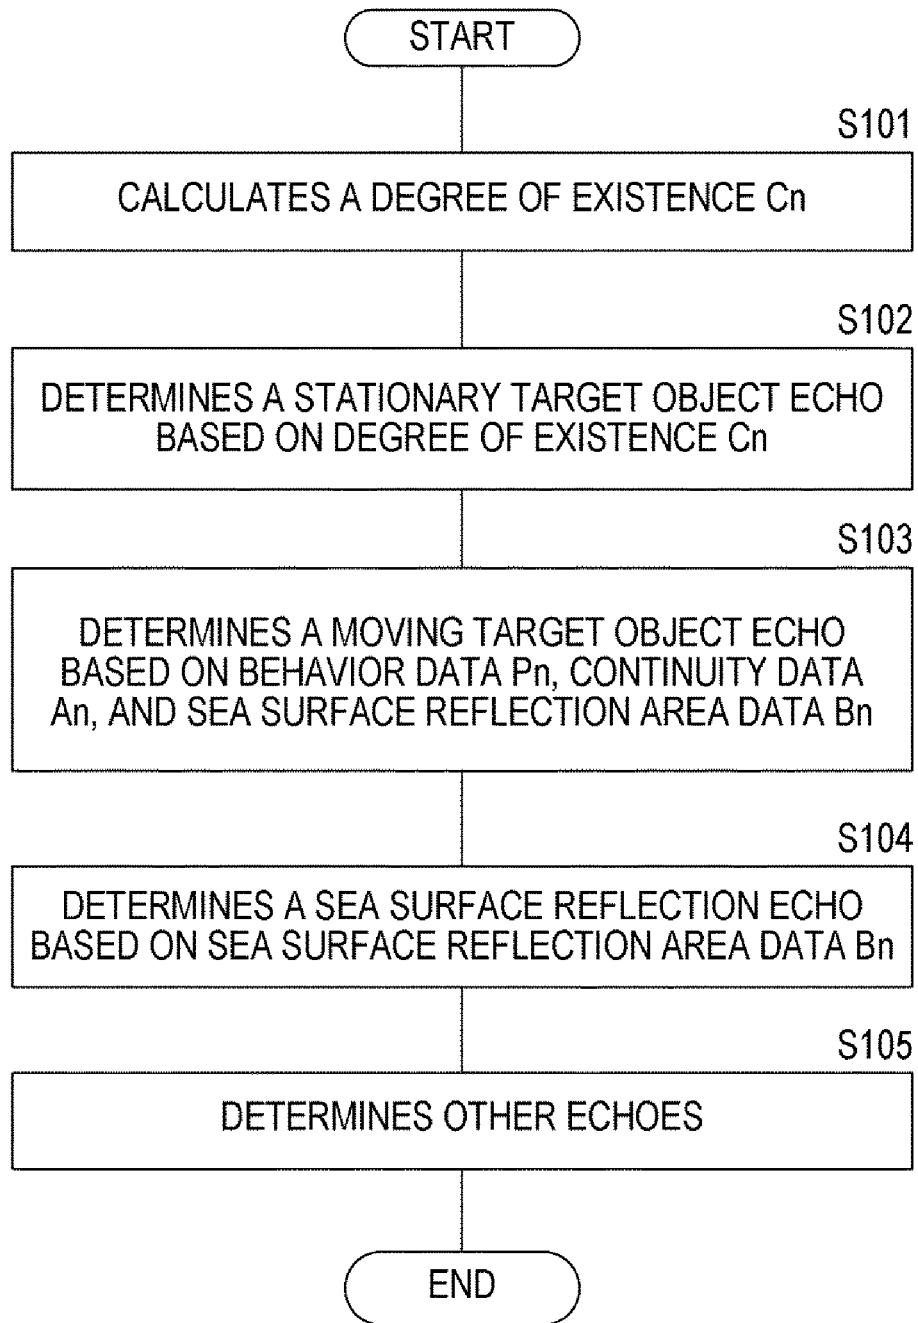 START
S101
CALCULATES A DEGREE OF EXISTENCE Cn
S102
DETERMINES A STATIONARY TARGET OBJECT ECHO
BASED ON DEGREE OF EXISTENCE Cn
S103
DETERMINES A MOVING TARGET OBJECT ECHO
BASED ON BEHAVIOR DATA Pn, CONTINUITY DATA
An, AND SEA SURFACE REFLECTION AREA DATA Bn
S104
DETERMINES A SEA SURFACE REFLECTION ECHO
BASED ON SEA SURFACE REFLECTION AREA DATA Bn
S105
DETERMINES OTHER ECHOES
END